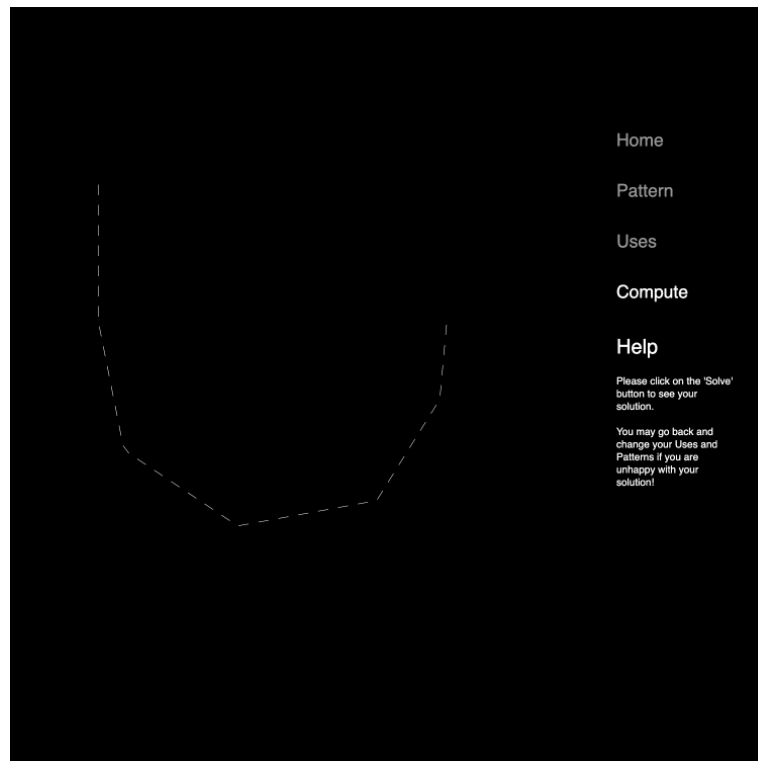 Home
Pattern
Uses
Compute
Help
Please click on the 'Solve'
button to see your
solution.
You may go back and
change your Uses and
Patterns if you are
unhappy with your
solution!